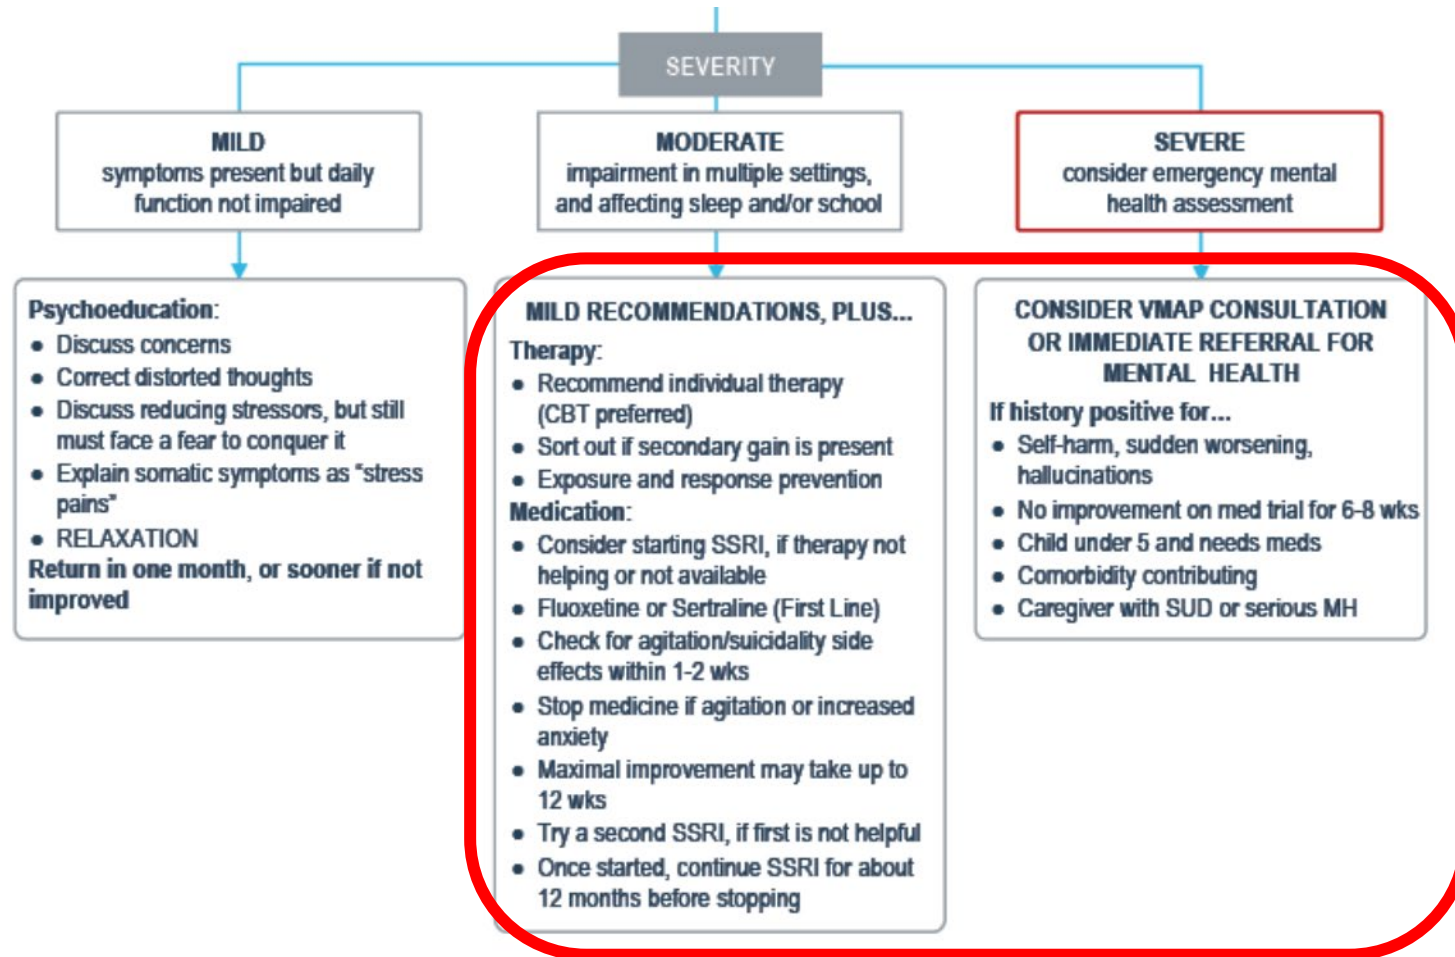 SEVERITY
MILD
symptoms present but daily
function not impaired
MODERATE
impairment in multiple settings,
and affecting sleep and/or school
SEVERE
consider emergency mental
health assessment
Psychoeducation:
● Discuss concerns
● Correct distorted thoughts
● Discuss reducing stressors, but still
must face a fear to conquer it
● Explain somatic symptoms as "stress
pains"
● RELAXATION
Return in one month, or sooner if not
improved
MILD RECOMMENDATIONS, PLUS...
Therapy:
● Recommend individual therapy
(CBT preferred)
● Sort out if secondary gain is present
● Exposure and response prevention
Medication:
● Consider starting SSRI, if therapy not
helping or not available
● Fluoxetine or Sertraline (First Line)
● Check for agitation/suicidality side
effects within 1-2 wks
● Stop medicine if agitation or increased
anxiety
● Maximal improvement may take up to
12 wks
● Try a second SSRI, if first is not helpful
● Once started, continue SSRI for about
12 months before stopping
CONSIDER VMAP CONSULTATION
OR IMMEDIATE REFERRAL FOR
MENTAL HEALTH
If history positive for...
● Self-harm, sudden worsening,
hallucinations
● No improvement on med trial for 6-8 wks
● Child under 5 and needs meds
● Comorbidity contributing
● Caregiver with SUD or serious MH